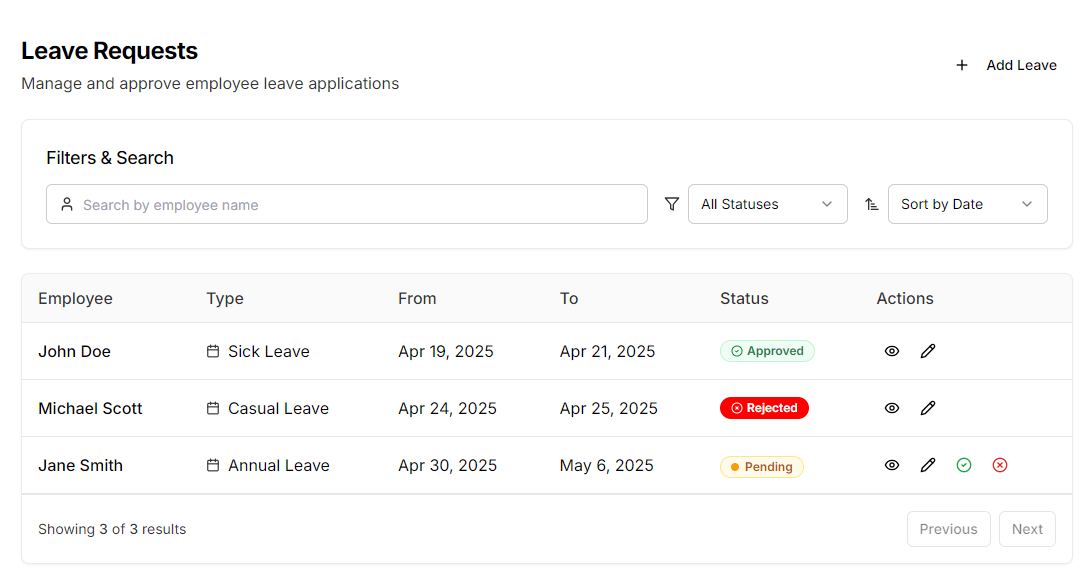 Leave Requests
Manage and approve employee leave applications
Add Leave
Filters & Search
Search by employee name
All Statuses
Sort by Date
Employee Type From To Status Actions
John Doe Sick Leave Apr 19, 2025 Apr 21, 2025 Approved
Michael Scott Casual Leave Apr 24, 2025 Apr 25, 2025 Rejected
Jane Smith Annual Leave Apr 30, 2025 May 6, 2025 Pending
Showing 3 of 3 results
Previous
Next